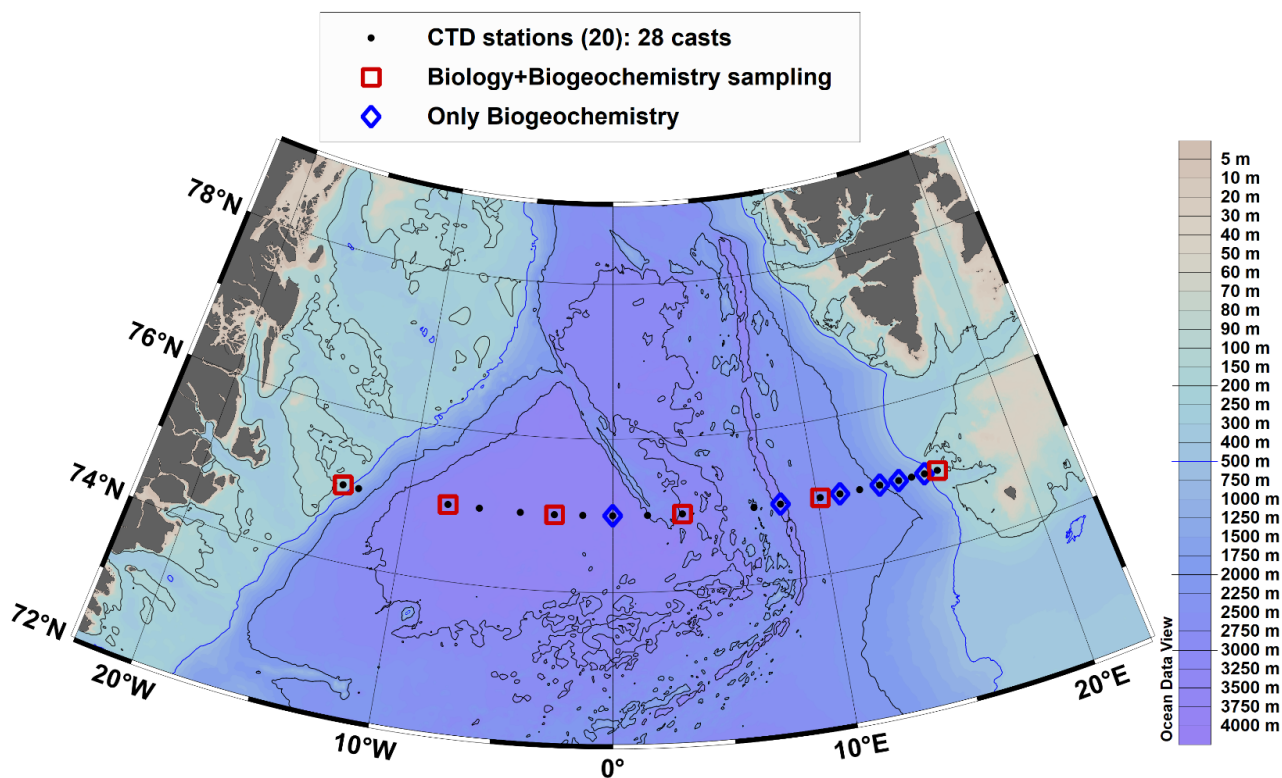 CTD stations (20): 28 casts
Biology+Biogeochemistry sampling
Only Biogeochemistry
78°N
76°N
74°N
72°N
20°W
10°W
0°
10°E
20°E
5 m
10 m
20 m
30 m
40 m
50 m
60 m
70 m
80 m
90 m
100 m
150 m
200 m
250 m
300 m
400 m
500 m
750 m
1000 m
1250 m
1500 m
1750 m
2000 m
2250 m
2500 m
2750 m
3000 m
3250 m
3500 m
3750 m
4000 m
Ocean Data View